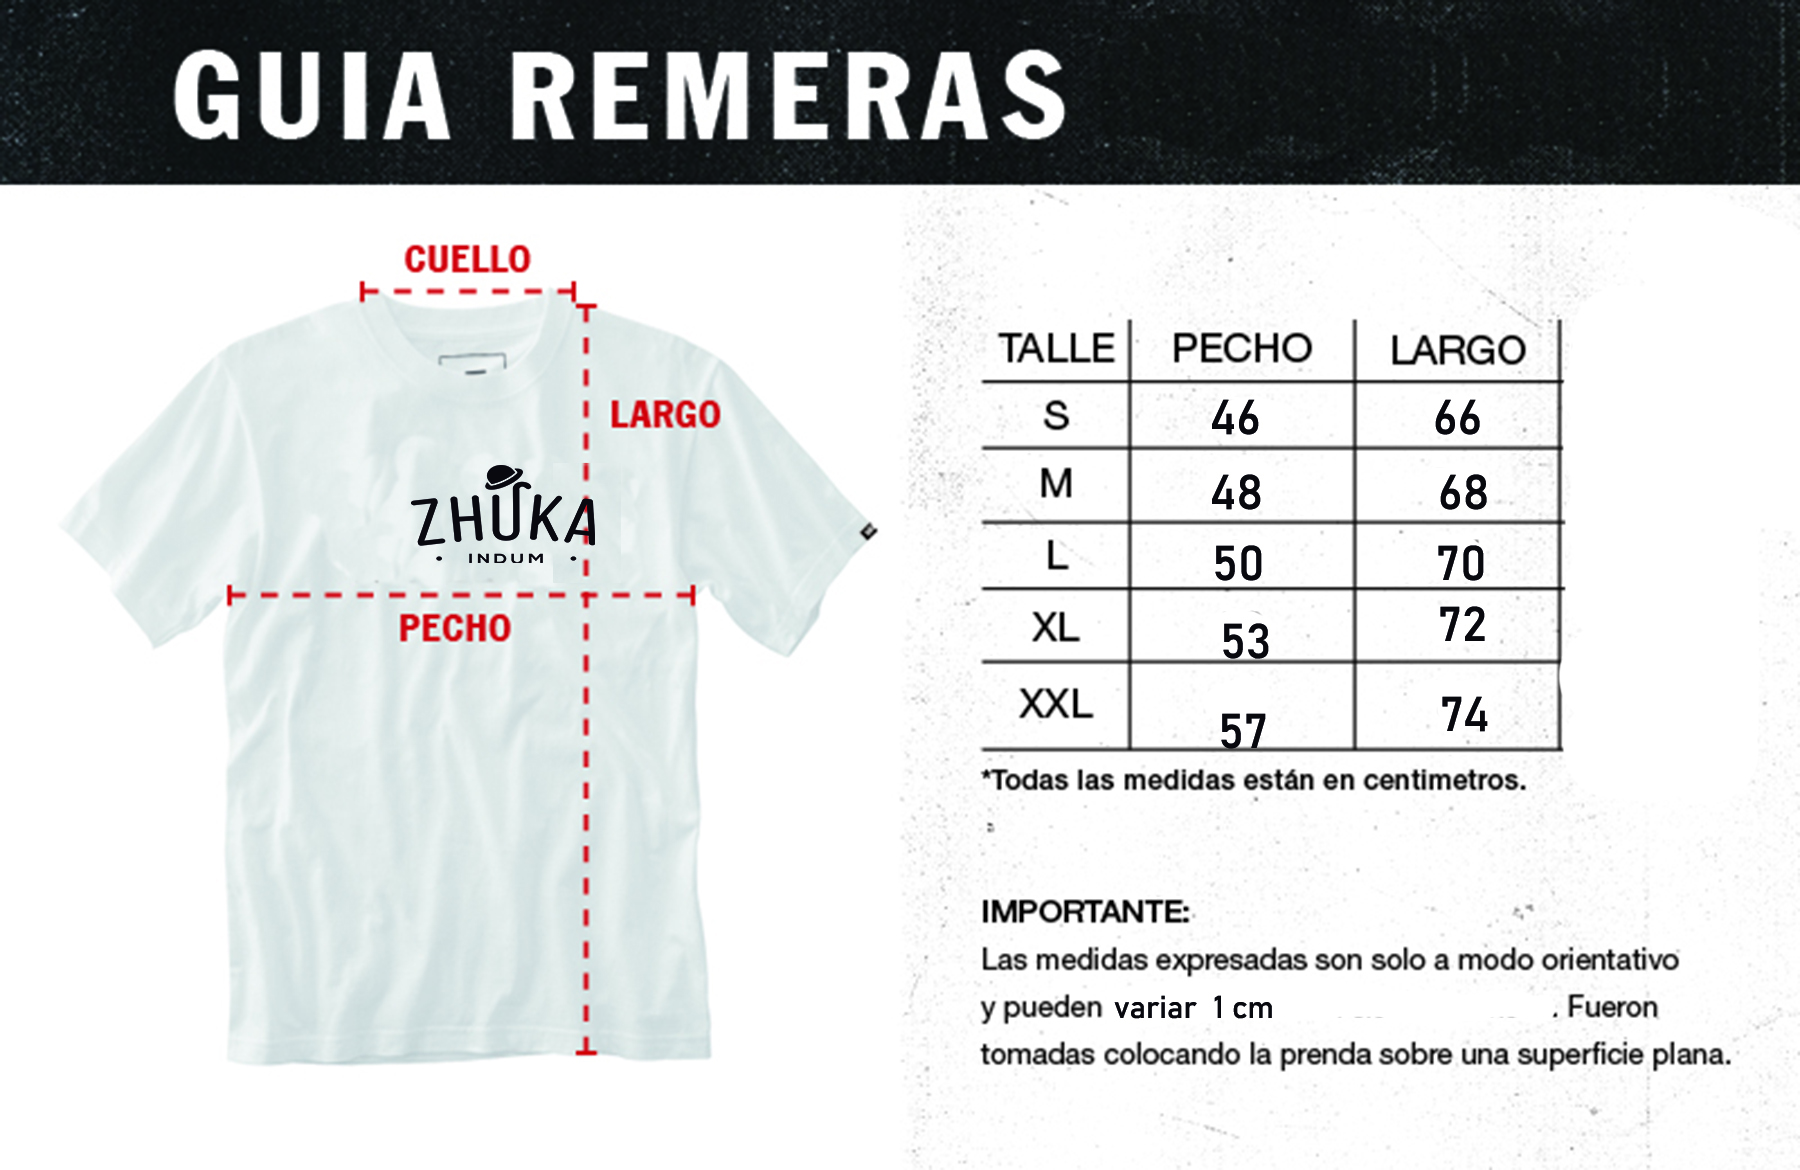 GUIA REMERAS
CUELLO
LARGO
ZHUKA
· INDUM ·
PECHO
TALLE PECHO LARGO
S 46 66
M 48 68
L 50 70
XL 53 72
XXL 57 74
*Todas las medidas están en centimetros.
IMPORTANTE:
Las medidas expresadas son solo a modo orientativo
y pueden variar 1 cm . Fueron
tomadas colocando la prenda sobre una superficie plana.